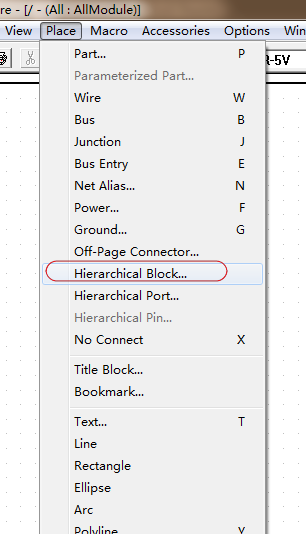 re - [/ - (All : AllModule)]
View Place Macro Accessories Options Win
R-5V
Part... P
Parameterized Part...
Wire W
Bus B
Junction J
Bus Entry E
Net Alias... N
Power... F
Ground... G
Off-Page Connector...
Hierarchical Block...
Hierarchical Port...
Hierarchical Pin...
No Connect X
Title Block...
Bookmark...
Text... T
Line
Rectangle
Ellipse
Arc
Polyline Y